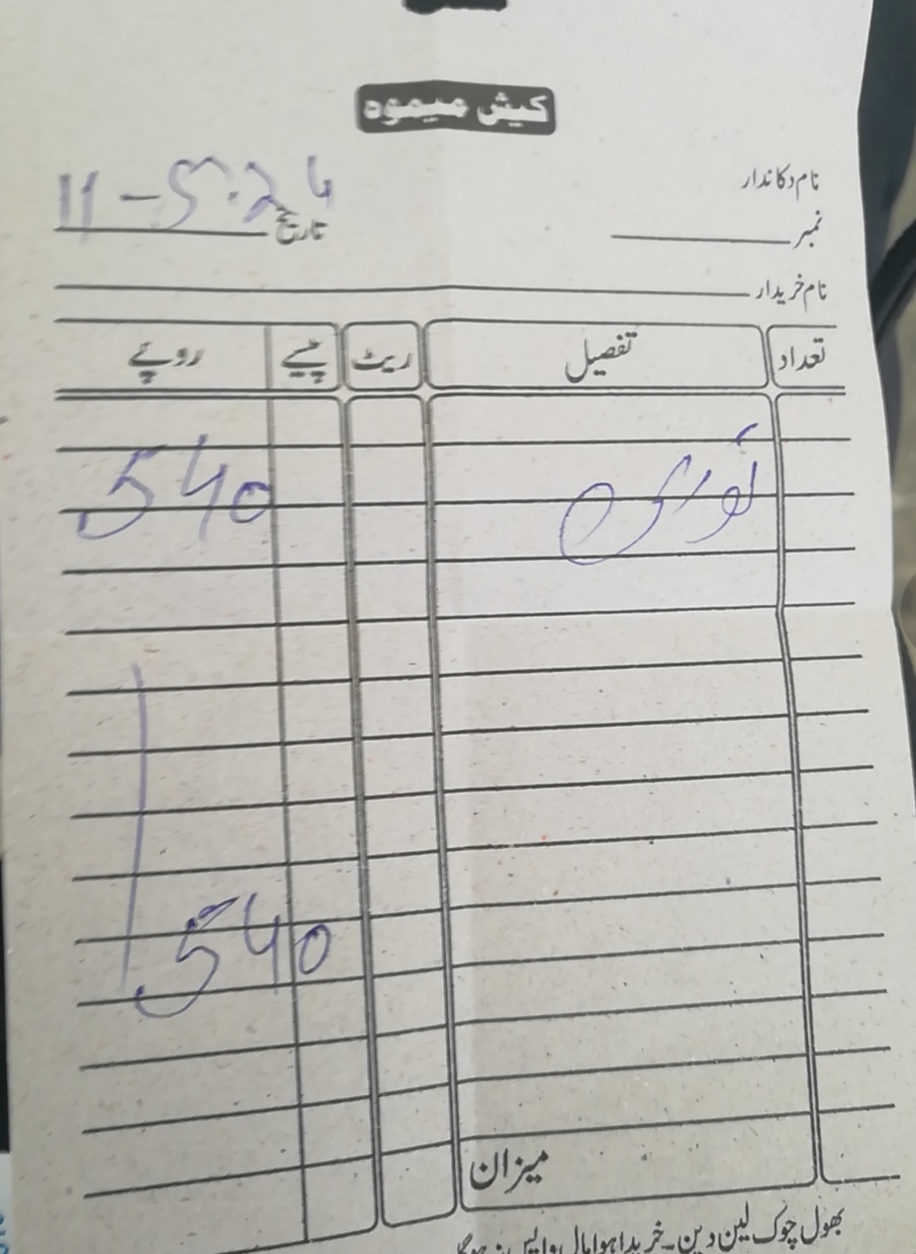 کیش میموہ
نام دکاندار
نمبر تاریخ 11-5-24
نام خریدار
تعداد تفصیل ریٹ پیسے روپے
توری 540
540
میزان
بھول چوک لین دین۔ خریدا ہوا مال واپس نہ ہوگا